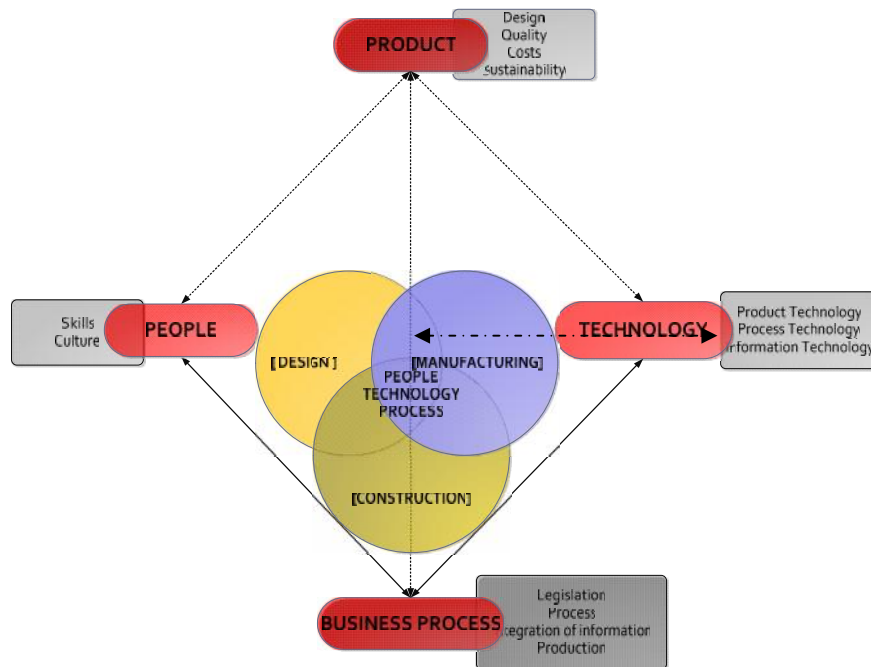 PRODUCT
Design
Quality
Costs
Sustainability
PEOPLE
Skills
Culture
TECHNOLOGY
Product Technology
Process Technology
Information Technology
[DESIGN ]
[MANUFACTURING]
PEOPLE
TECHNOLOGY
PROCESS
[CONSTRUCTION]
BUSINESS PROCESS
Legislation
Process
Integration of information
Production